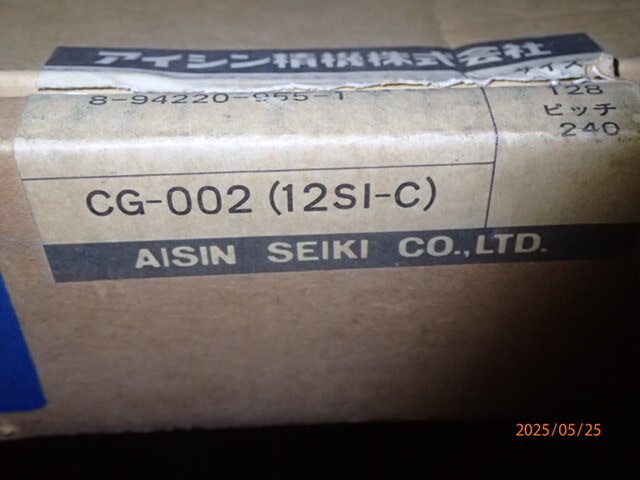 アイシン精機株式会社
サイズ
8-94220-955-1
128
ピッチ
240
CG-002 (12SI-C)
AISIN SEIKI CO.,LTD.
2025/05/25